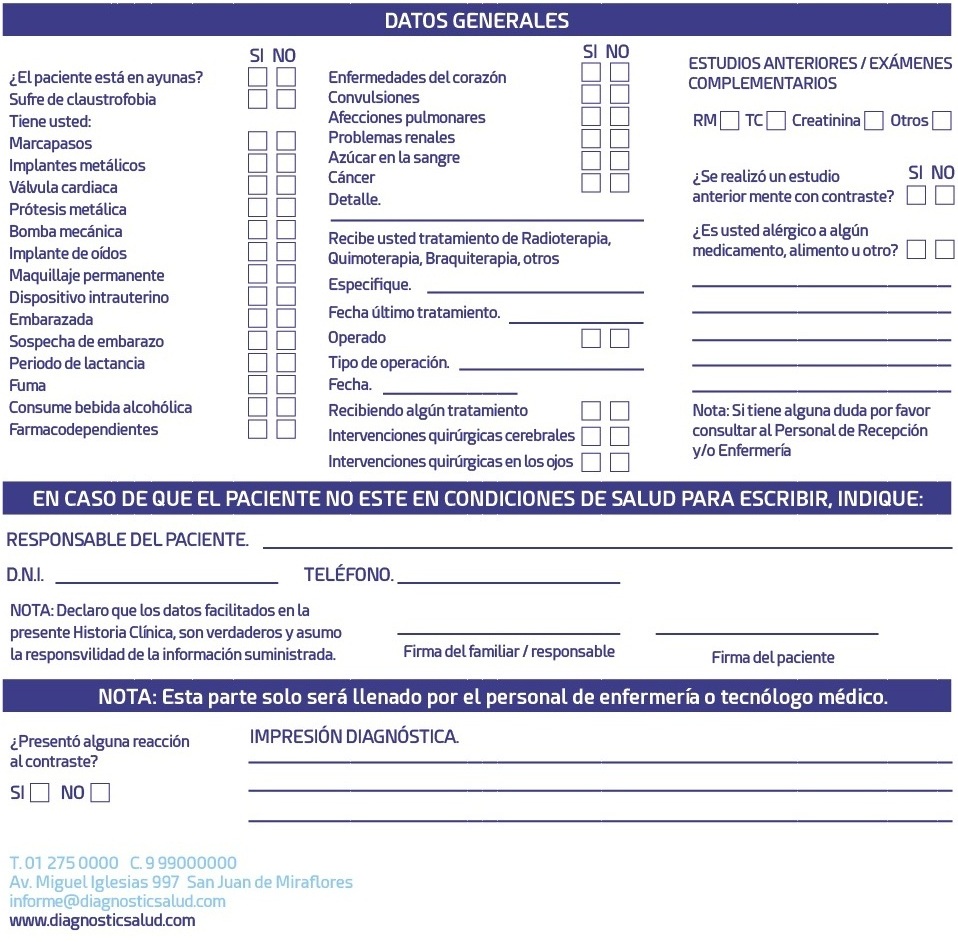 DATOS GENERALES
SI NO
¿El paciente está en ayunas?
Sufre de claustrofobia
Tiene usted:
Marcapasos
Implantes metálicos
Válvula cardiaca
Prótesis metálica
Bomba mecánica
Implante de oídos
Maquillaje permanente
Dispositivo intrauterino
Embarazada
Sospecha de embarazo
Periodo de lactancia
Fuma
Consume bebida alcohólica
Farmacodependientes
SI NO
Enfermedades del corazón
Convulsiones
Afecciones pulmonares
Problemas renales
Azúcar en la sangre
Cáncer
Detalle.
Recibe usted tratamiento de Radioterapia,
Quimoterapia, Braquiterapia, otros
Especifique.
Fecha último tratamiento.
Operado
Tipo de operación.
Fecha.
Recibiendo algún tratamiento
Intervenciones quirúrgicas cerebrales
Intervenciones quirúrgicas en los ojos
ESTUDIOS ANTERIORES / EXÁMENES
COMPLEMENTARIOS
RM TC Creatinina Otros
SI NO
¿Se realizó un estudio
anterior mente con contraste?
¿Es usted alérgico a algún
medicamento, alimento u otro?
Nota: Si tiene alguna duda por favor
consultar al Personal de Recepción
y/o Enfermería
EN CASO DE QUE EL PACIENTE NO ESTE EN CONDICIONES DE SALUD PARA ESCRIBIR, INDIQUE:
RESPONSABLE DEL PACIENTE.
D.N.I. TELÉFONO.
NOTA: Declaro que los datos facilitados en la
presente Historia Clínica, son verdaderos y asumo
la responsvilidad de la información suministrada.
Firma del familiar / responsable
Firma del paciente
NOTA: Esta parte solo será llenado por el personal de enfermería o tecnólogo médico.
¿Presentó alguna reacción
al contraste?
SI NO
IMPRESIÓN DIAGNÓSTICA.
T. 01 275 0000 C. 9 99000000
Av. Miguel Iglesias 997 San Juan de Miraflores
informe@diagnosticsalud.com
www.diagnosticsalud.com